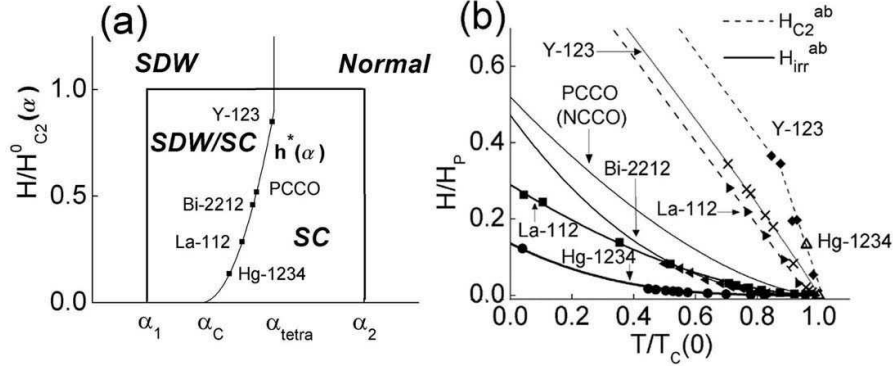 (a)
SDW
Normal
1.0
Y-123
SDW/SC
h*(α)
H/H⁰C2(α)
0.5
Bi-2212
PCCO
La-112
SC
Hg-1234
0.0
α1
αC
αtetra
α2
(b)
HC2ab
Hirrab
0.6
Y-123
PCCO
(NCCO)
0.4
Y-123
Bi-2212
H/HP
La-112
0.2
La-112
Hg-1234
Hg-1234
0.0
0.0 0.2 0.4 0.6 0.8 1.0
T/TC(0)